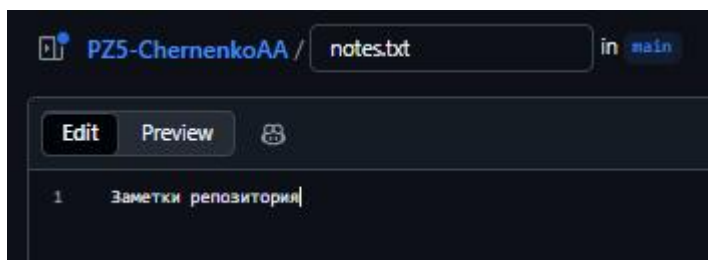 PZ5-ChernenkoAA / notes.txt in main
Edit Preview
1 Заметки репозитория